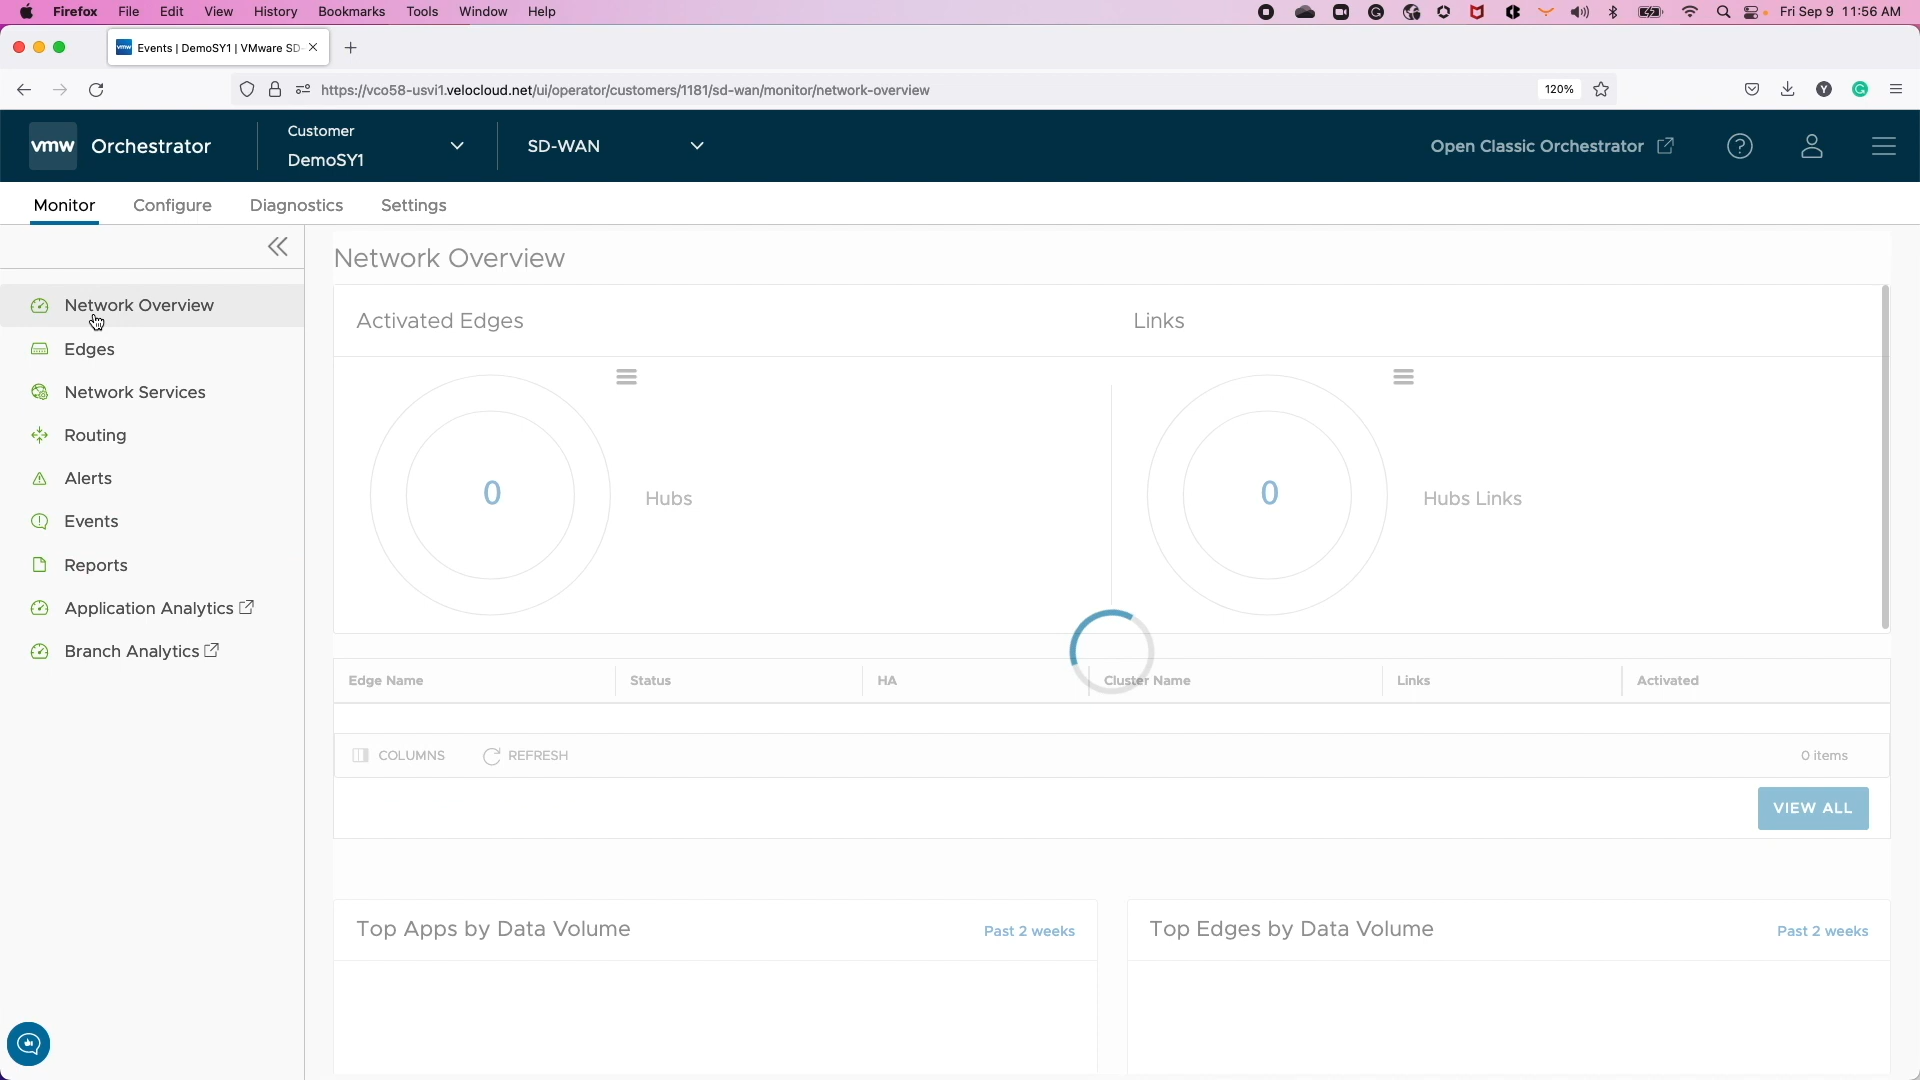 Firefox File Edit View History Bookmarks Tools Window Help Fri Sep 9 11:56 AM
vmw Events | DemoSY1 | VMware SD-
https://vco58-usvi1.velocloud.net/ui/operator/customers/1181/sd-wan/monitor/network-overview 120% Y
vmw Orchestrator Customer DemoSY1 SD-WAN Open Classic Orchestrator
Monitor Configure Diagnostics Settings
Network Overview
Edges
Network Services
Routing
Alerts
Events
Reports
Application Analytics
Branch Analytics
Network Overview
Activated Edges Links
0 Hubs 0 Hubs Links
Edge Name Status HA Cluster Name Links Activated
COLUMNS REFRESH 0 items
VIEW ALL
Top Apps by Data Volume Past 2 weeks Top Edges by Data Volume Past 2 weeks